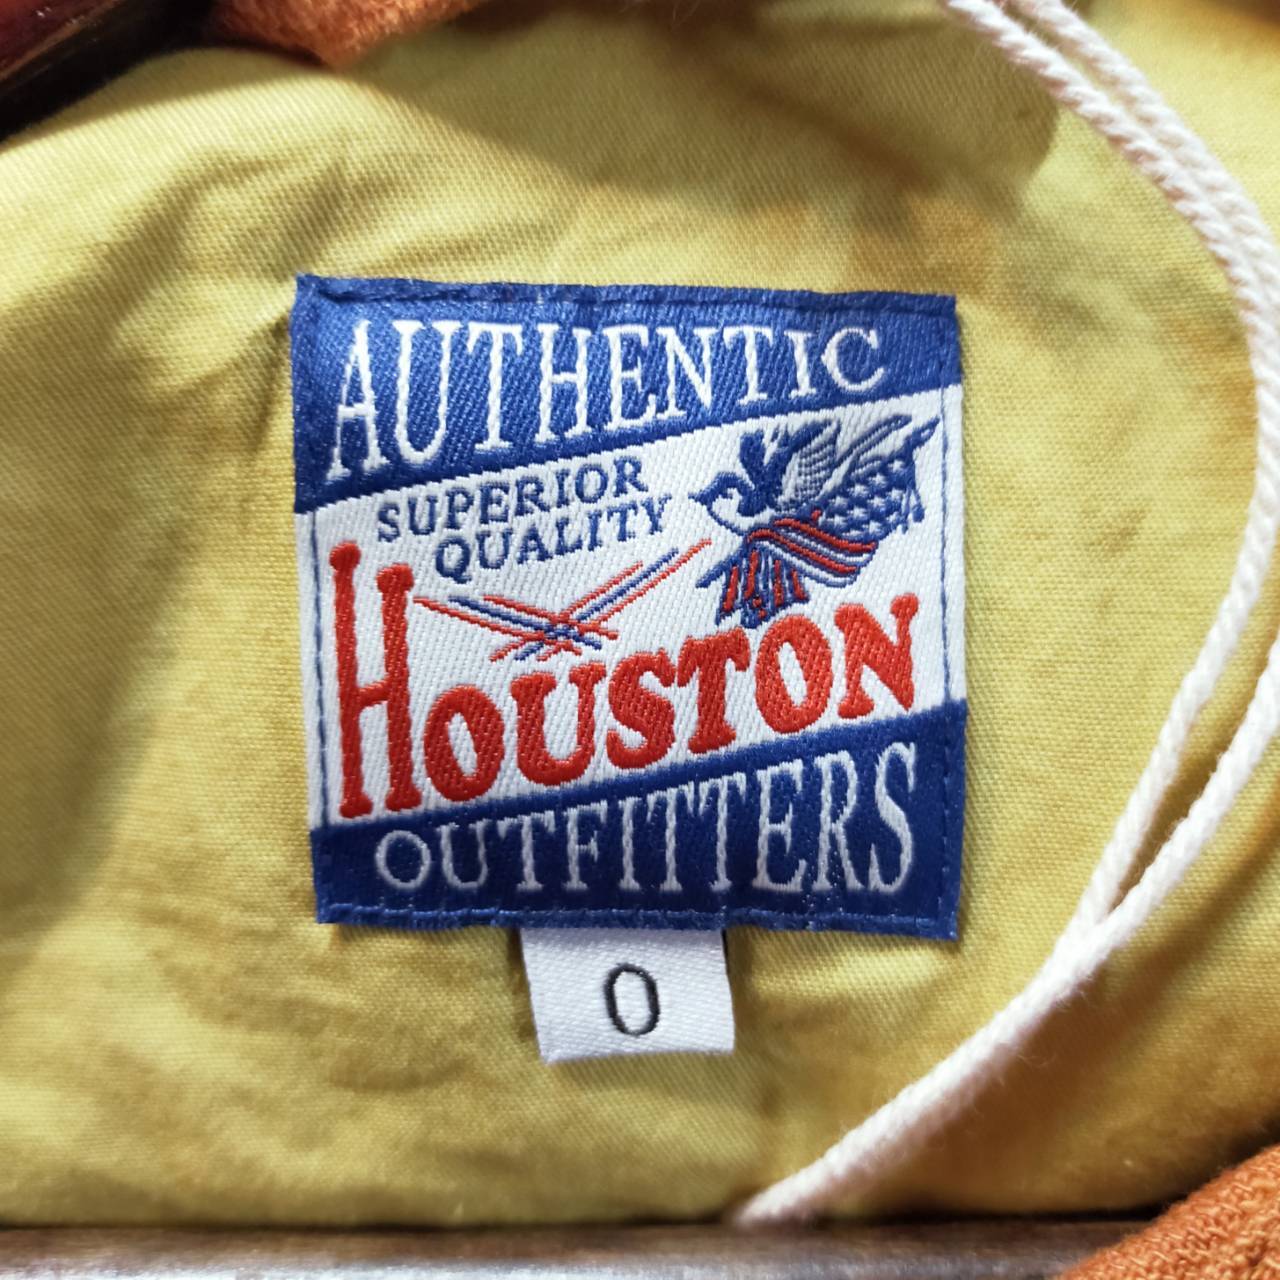 AUTHENTIC
SUPERIOR
QUALITY
HOUSTON
OUTFITTERS
0